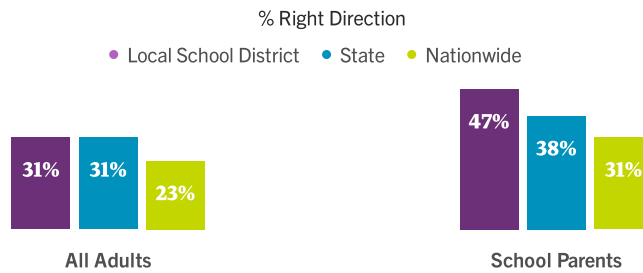 % Right Direction
Local School District State Nationwide
47%
31% 31% 38% 31%
23%
All Adults School Parents